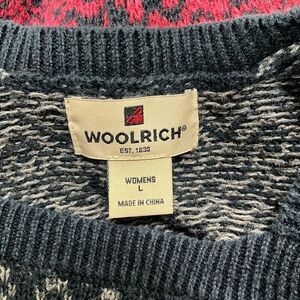 WOOLRICH®
EST. 1830
WOMENS
L
MADE IN CHINA